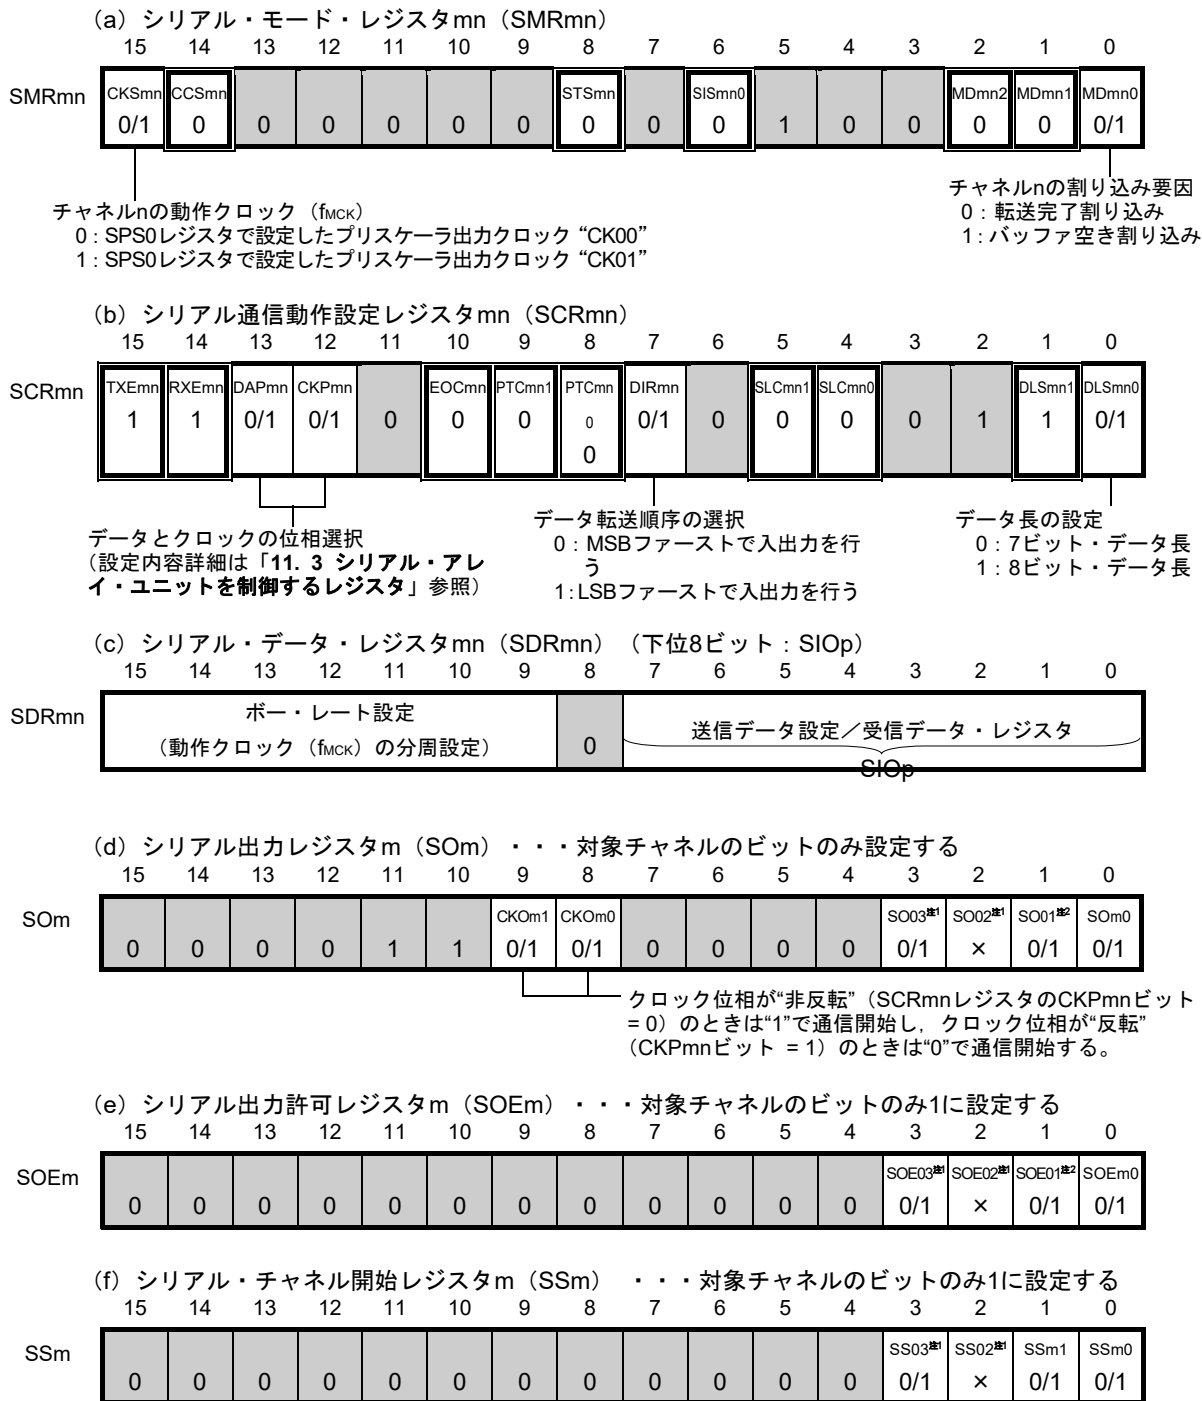 (a) シリアル・モード・レジスタmn（SMRmn）
15 14 13 12 11 10 9 8 7 6 5 4 3 2 1 0
SMRmn
CKSmn CCSmn STSmn SISmn0 MDmn2 MDmn1 MDmn0
0/1 0 0 0 0 0 0 0 0 0 1 0 0 0 0 0/1
チャネルnの動作クロック（fMCK）
0：SPS0レジスタで設定したプリスケーラ出力クロック “CK00”
1：SPS0レジスタで設定したプリスケーラ出力クロック “CK01”
チャネルnの割り込み要因
0：転送完了割り込み
1：バッファ空き割り込み
(b) シリアル通信動作設定レジスタmn（SCRmn）
15 14 13 12 11 10 9 8 7 6 5 4 3 2 1 0
SCRmn
TXEmn RXEmn DAPmn CKPmn EOCmn PTCmn1 PTCmn DIRmn SLCmn1 SLCmn0 DLSmn1 DLSmn0
1 1 0/1 0/1 0 0 0 0 0/1 0 0 0 0 1 1 0/1
0
データとクロックの位相選択
（設定内容詳細は「11. 3 シリアル・アレ
イ・ユニットを制御するレジスタ」参照）
データ転送順序の選択
0：MSBファーストで入出力を行
う
1：LSBファーストで入出力を行う
データ長の設定
0：7ビット・データ長
1：8ビット・データ長
(c) シリアル・データ・レジスタmn（SDRmn）（下位8ビット：SIOp）
15 14 13 12 11 10 9 8 7 6 5 4 3 2 1 0
SDRmn
ボー・レート設定
（動作クロック（fMCK）の分周設定）
0
送信データ設定／受信データ・レジスタ
SIOp
(d) シリアル出力レジスタm（SOm）・・・対象チャネルのビットのみ設定する
15 14 13 12 11 10 9 8 7 6 5 4 3 2 1 0
SOm
CKOm1 CKOm0 SO03注1 SO02注1 SO01注2 SOm0
0 0 0 0 1 1 0/1 0/1 0 0 0 0 0/1 × 0/1 0/1
クロック位相が“非反転”（SCRmnレジスタのCKPmnビット
= 0）のときは“1”で通信開始し，クロック位相が“反転”
（CKPmnビット = 1）のときは“0”で通信開始する。
(e) シリアル出力許可レジスタm（SOEm）・・・対象チャネルのビットのみ1に設定する
15 14 13 12 11 10 9 8 7 6 5 4 3 2 1 0
SOEm
SOE03注1 SOE02注1 SOE01注2 SOEm0
0 0 0 0 0 0 0 0 0 0 0 0 0/1 × 0/1 0/1
(f) シリアル・チャネル開始レジスタm（SSm） ・・・対象チャネルのビットのみ1に設定する
15 14 13 12 11 10 9 8 7 6 5 4 3 2 1 0
SSm
SS03注1 SS02注1 SSm1 SSm0
0 0 0 0 0 0 0 0 0 0 0 0 0/1 × 0/1 0/1